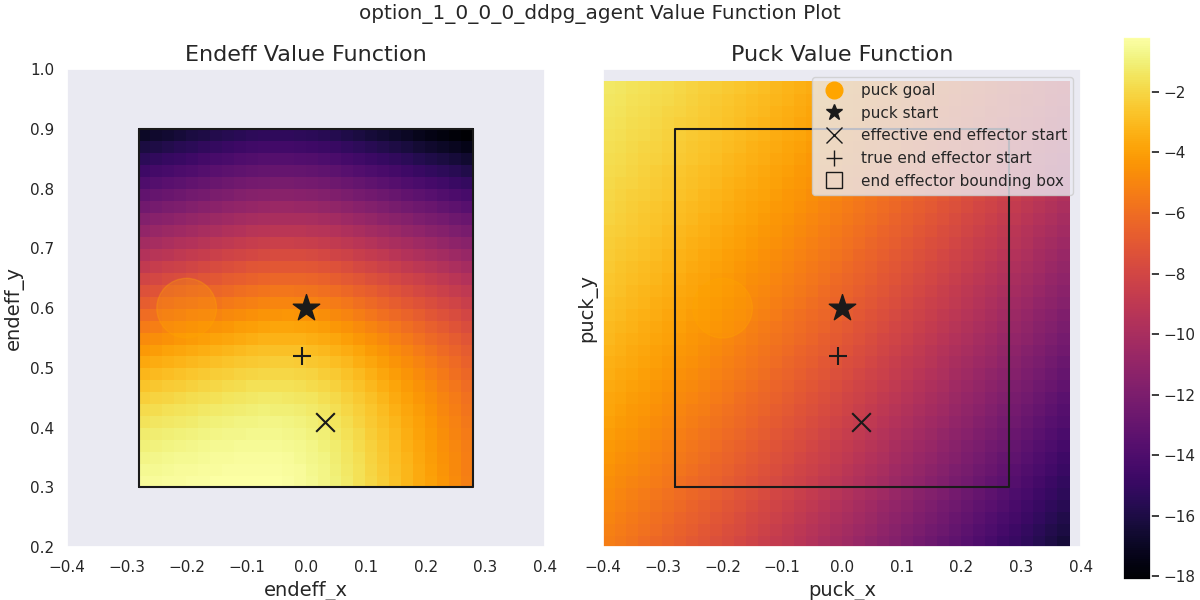 option_1_0_0_0_ddpg_agent Value Function Plot
Endeff Value Function
1.0
0.9
0.8
0.7
0.6
0.5
0.4
0.3
0.2
endeff_y
−0.4 −0.3 −0.2 −0.1 0.0 0.1 0.2 0.3 0.4
endeff_x
Puck Value Function
puck goal
puck start
effective end effector start
true end effector start
end effector bounding box
puck_y
−0.4 −0.3 −0.2 −0.1 0.0 0.1 0.2 0.3 0.4
puck_x
−2
−4
−6
−8
−10
−12
−14
−16
−18